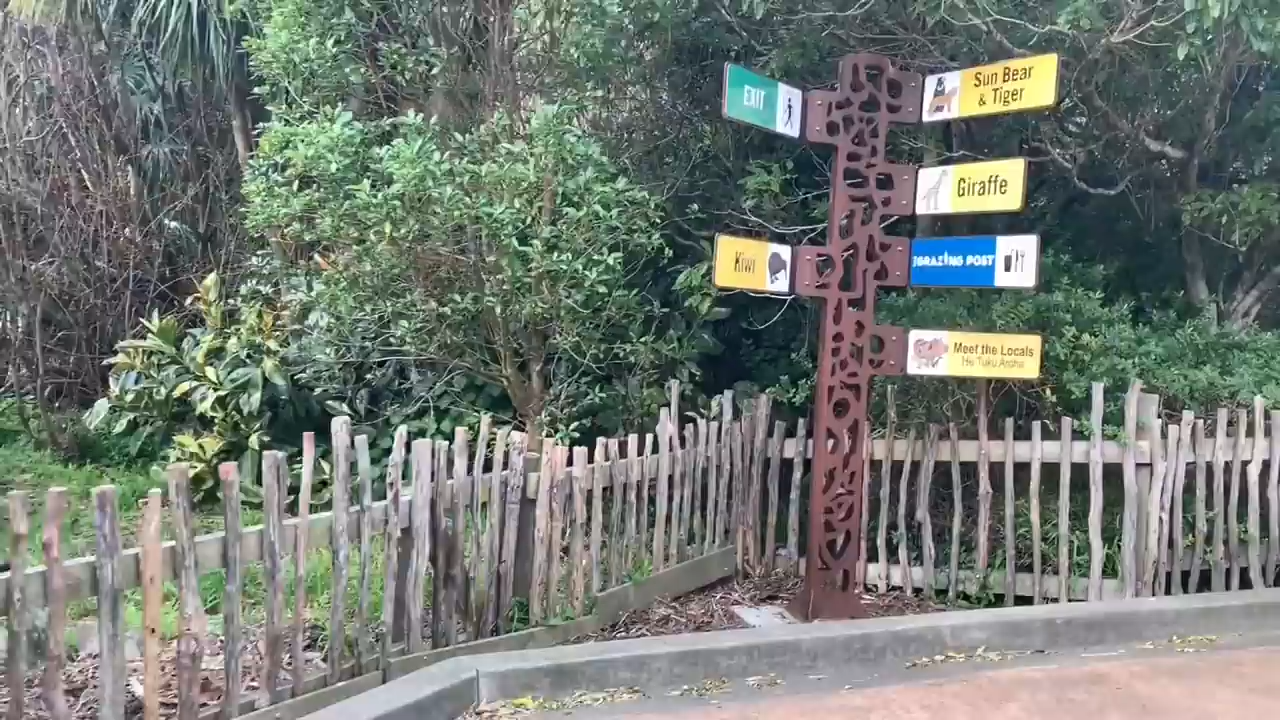 EXIT
Sun Bear
& Tiger
Giraffe
Kiwi
GRAZING POST
Meet the Locals
He Tuku Aroha